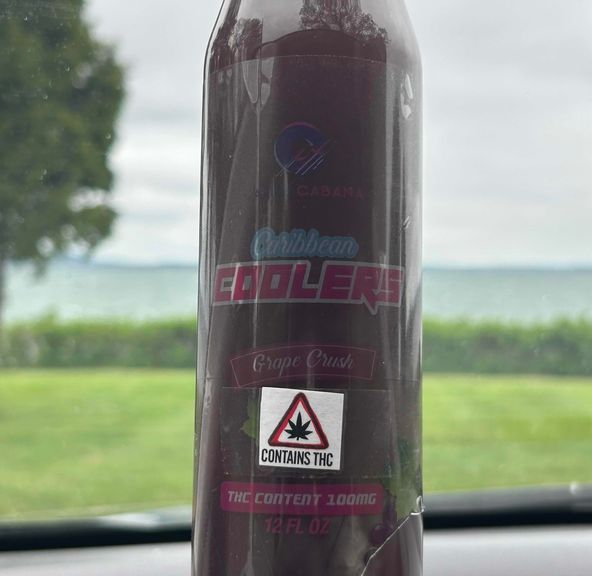 CABANA
Caribbean
COOLERS
Grape Crush
CONTAINS THC
THC CONTENT 100MG
12 FL OZ